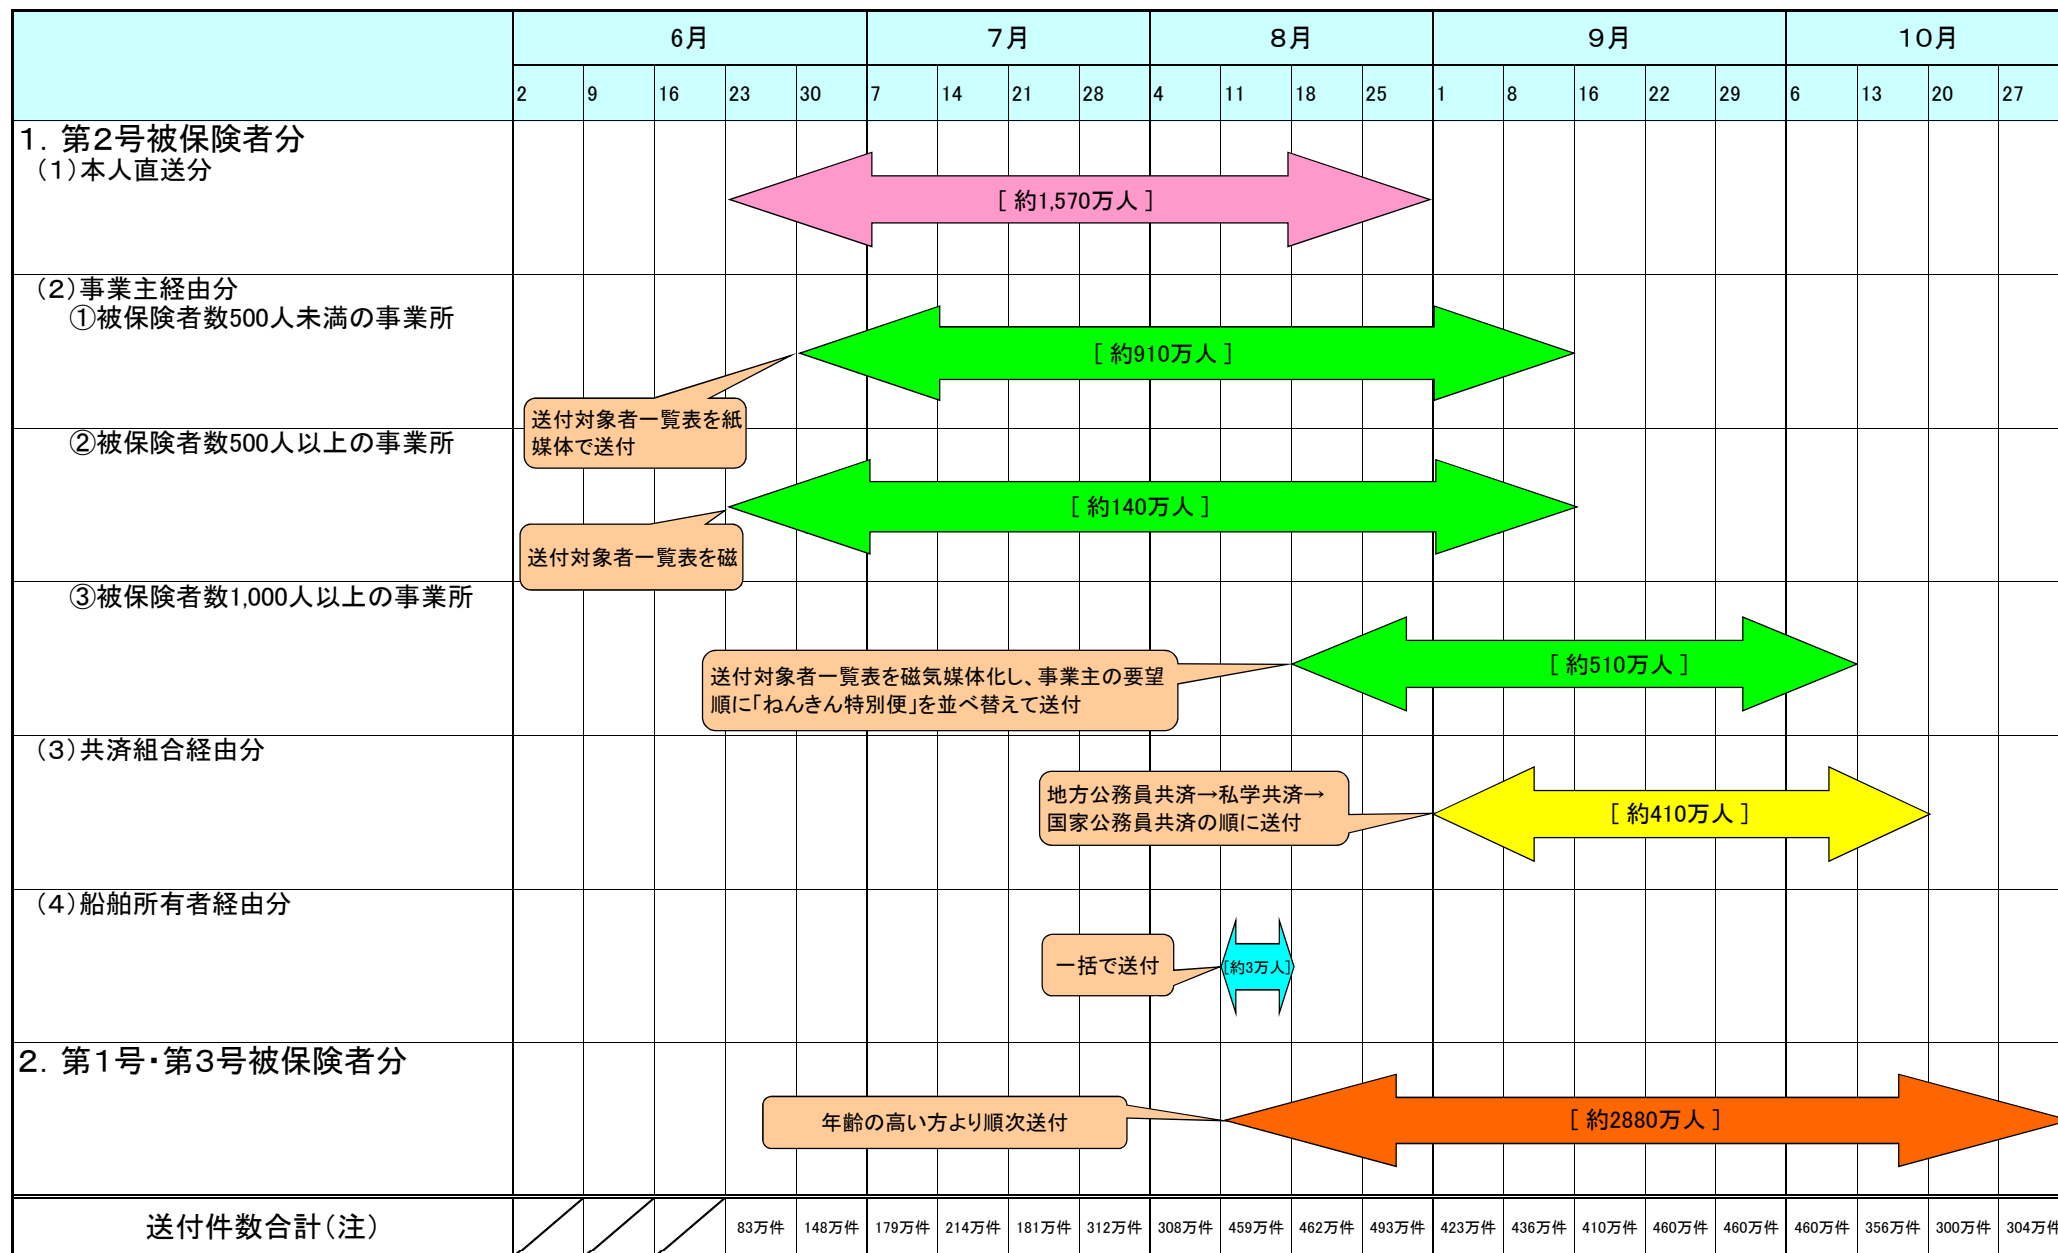 6月 7月 8月 9月 10月
2 9 16 23 30 7 14 21 28 4 11 18 25 1 8 16 22 29 6 13 20 27
1．第2号被保険者分
（1）本人直送分
［ 約1,570万人 ］
（2）事業主経由分
①被保険者数500人未満の事業所
［ 約910万人 ］
送付対象者一覧表を紙
媒体で送付
②被保険者数500人以上の事業所
［ 約140万人 ］
送付対象者一覧表を磁
③被保険者数1,000人以上の事業所
［ 約510万人 ］
送付対象者一覧表を磁気媒体化し、事業主の要望
順に「ねんきん特別便」を並べ替えて送付
（3）共済組合経由分
地方公務員共済→私学共済→
国家公務員共済の順に送付
［ 約410万人 ］
（4）船舶所有者経由分
一括で送付
［約3万人］
2．第1号・第3号被保険者分
年齢の高い方より順次送付
［ 約2880万人 ］
送付件数合計（注） 83万件 148万件 179万件 214万件 181万件 312万件 308万件 459万件 462万件 493万件 423万件 436万件 410万件 460万件 460万件 460万件 356万件 300万件 304万件